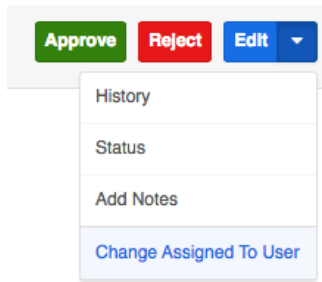 Approve Reject Edit
History
Status
Add Notes
Change Assigned To User